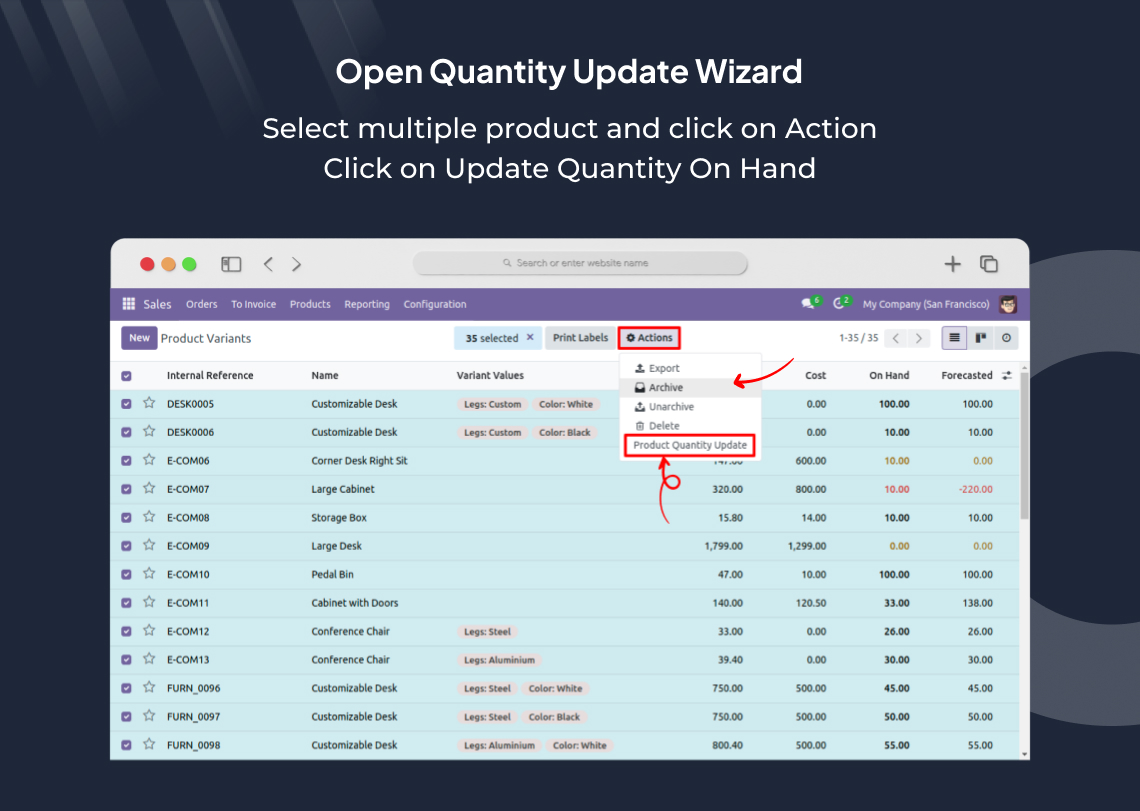 Open Quantity Update Wizard
Select multiple product and click on Action
Click on Update Quantity On Hand
Search or enter website name
Sales Orders To Invoice Products Reporting Configuration 6 2 My Company (San Francisco)
New Product Variants 35 selected × Print Labels Actions 1-35 / 35
Internal Reference Name Variant Values Cost On Hand Forecasted
Export
Archive
Unarchive
Delete
Product Quantity Update
DESK0005 Customizable Desk Legs: Custom Color: White 0.00 100.00 100.00
DESK0006 Customizable Desk Legs: Custom Color: Black 0.00 10.00 10.00
E-COM06 Corner Desk Right Sit 600.00 10.00 0.00
E-COM07 Large Cabinet 320.00 800.00 10.00 -220.00
E-COM08 Storage Box 15.80 14.00 10.00 10.00
E-COM09 Large Desk 1,799.00 1,299.00 0.00 0.00
E-COM10 Pedal Bin 47.00 10.00 100.00 100.00
E-COM11 Cabinet with Doors 140.00 120.50 33.00 138.00
E-COM12 Conference Chair Legs: Steel 33.00 0.00 26.00 26.00
E-COM13 Conference Chair Legs: Aluminium 39.40 0.00 30.00 30.00
FURN_0096 Customizable Desk Legs: Steel Color: White 750.00 500.00 45.00 45.00
FURN_0097 Customizable Desk Legs: Steel Color: Black 750.00 500.00 50.00 50.00
FURN_0098 Customizable Desk Legs: Aluminium Color: White 800.40 500.00 55.00 55.00